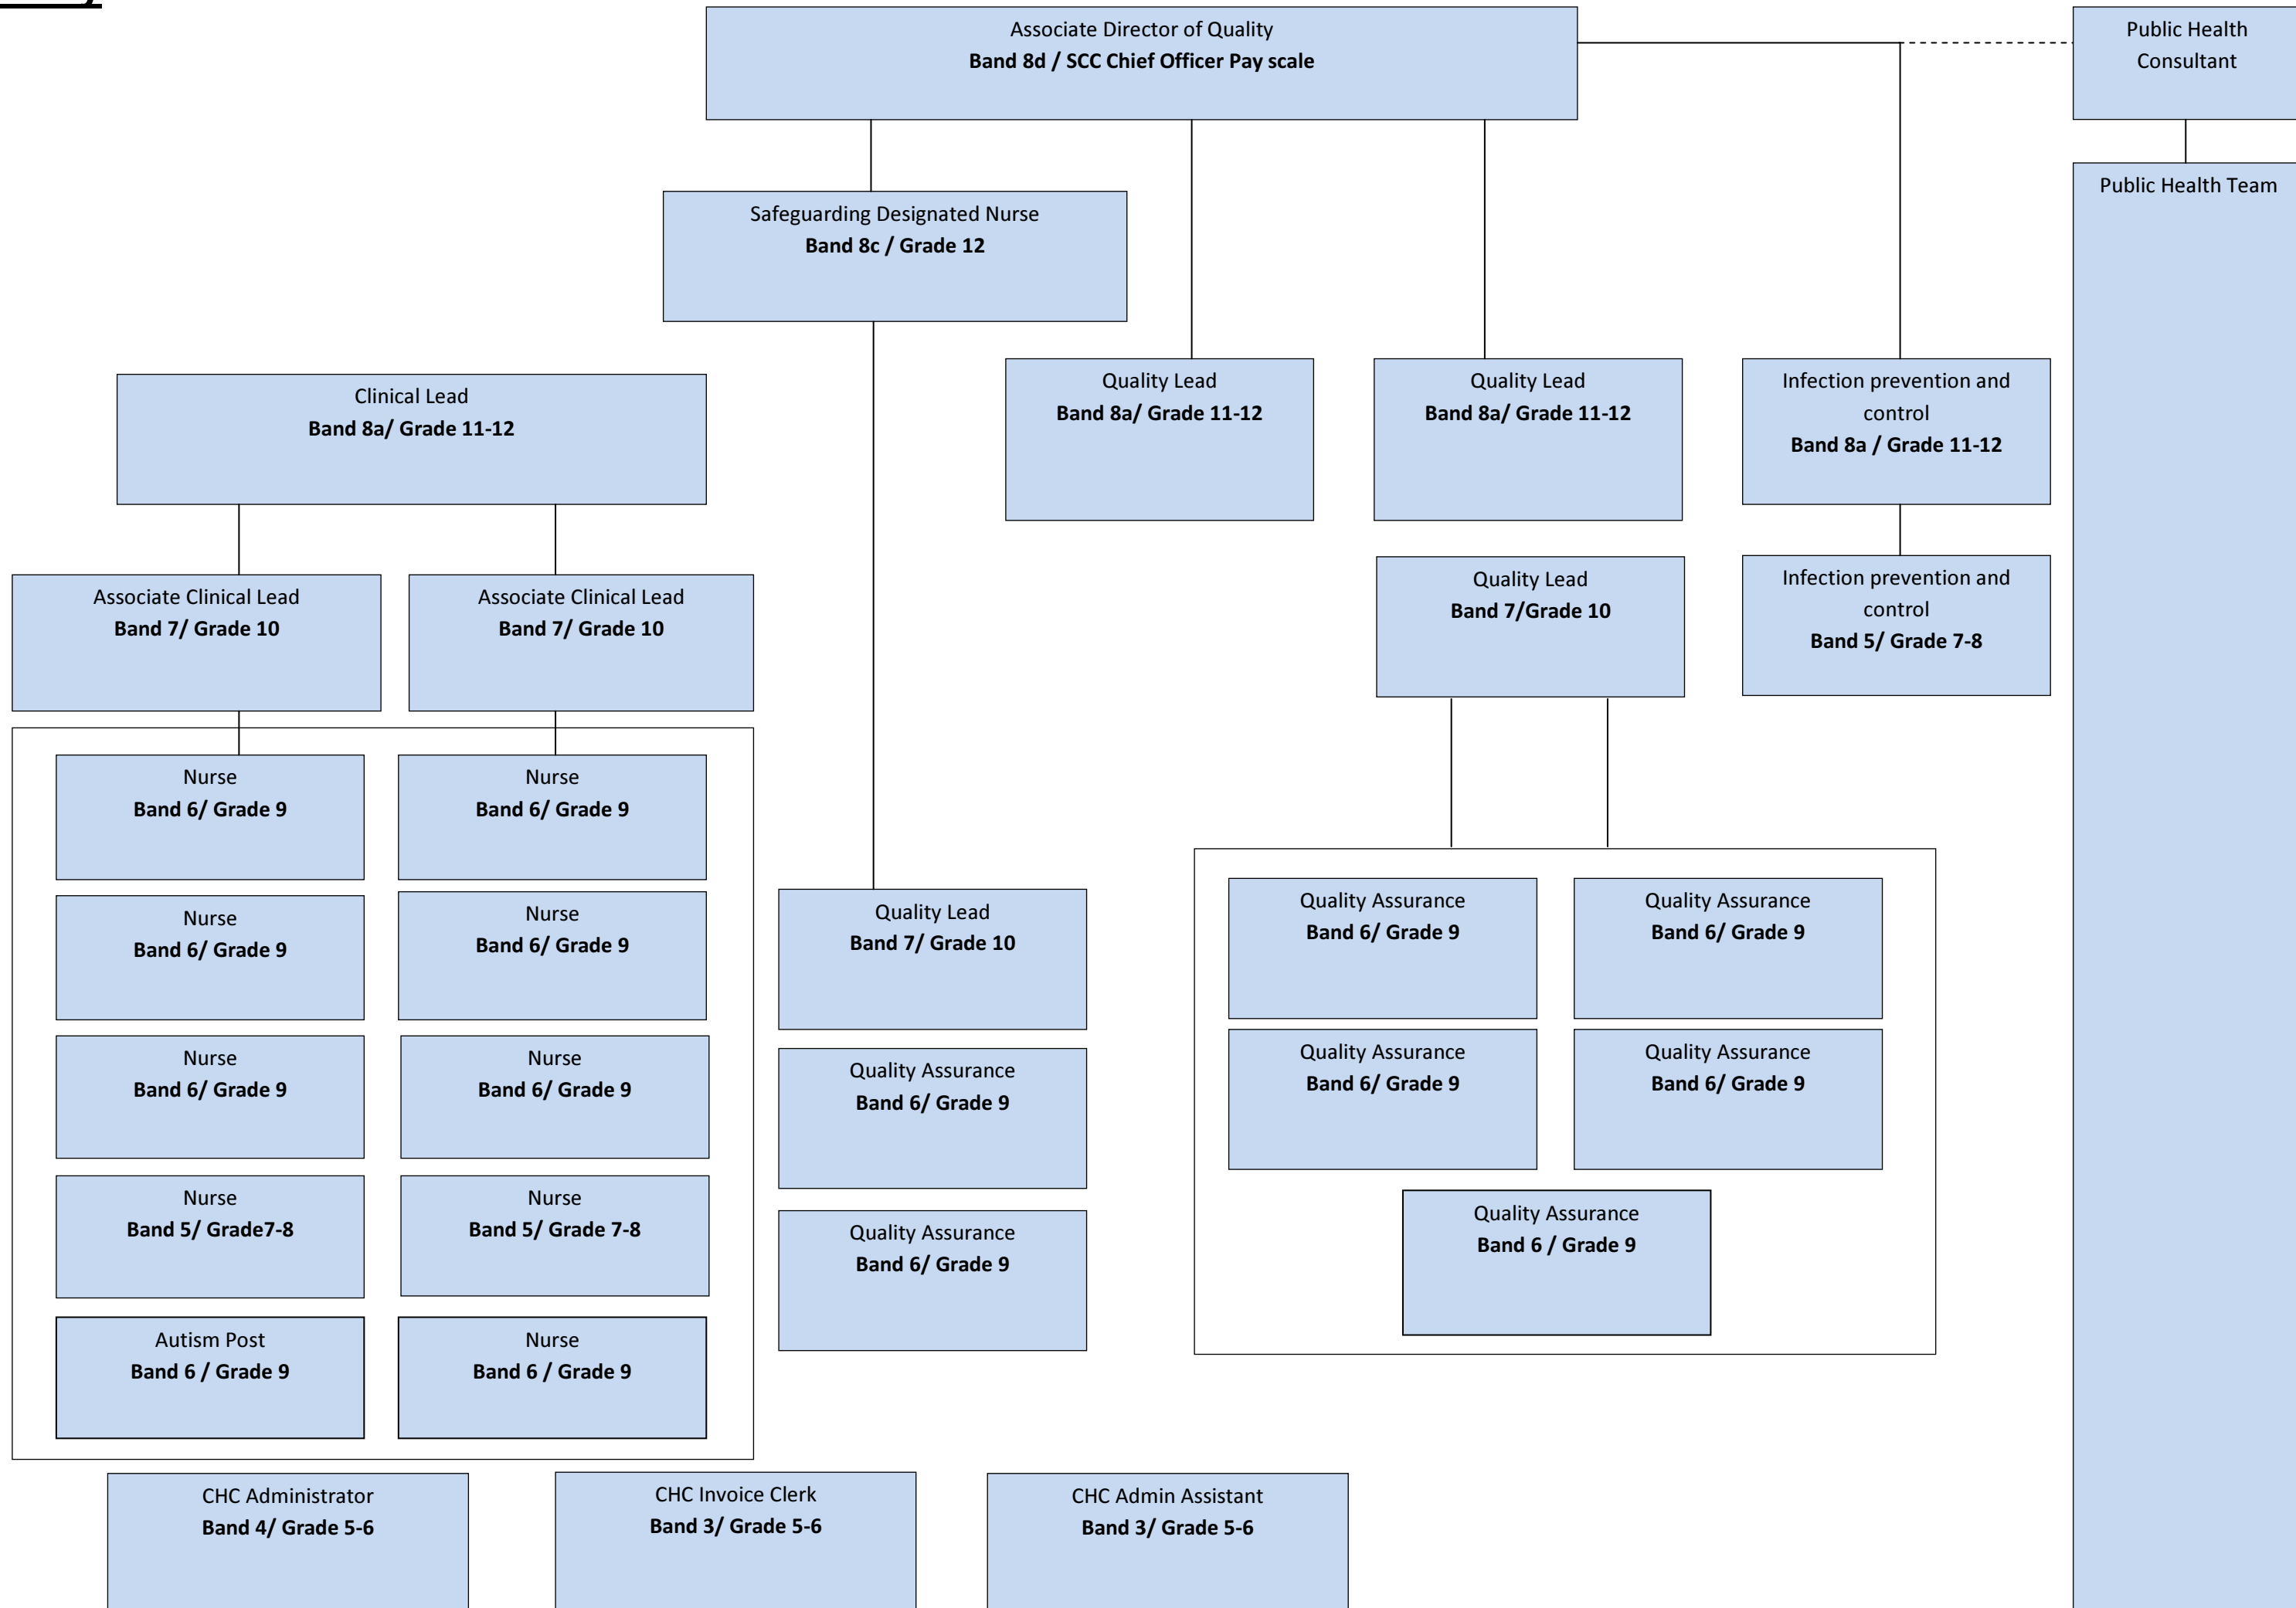 Associate Director of Quality
Band 8d / SCC Chief Officer Pay scale
Public Health
Consultant
Public Health Team
Safeguarding Designated Nurse
Band 8c / Grade 12
Clinical Lead
Band 8a/ Grade 11-12
Quality Lead
Band 8a/ Grade 11-12
Quality Lead
Band 8a/ Grade 11-12
Infection prevention and
control
Band 8a / Grade 11-12
Associate Clinical Lead
Band 7/ Grade 10
Associate Clinical Lead
Band 7/ Grade 10
Quality Lead
Band 7/Grade 10
Infection prevention and
control
Band 5/ Grade 7-8
Nurse
Band 6/ Grade 9
Nurse
Band 6/ Grade 9
Nurse
Band 6/ Grade 9
Nurse
Band 6/ Grade 9
Nurse
Band 6/ Grade 9
Nurse
Band 6/ Grade 9
Nurse
Band 5/ Grade7-8
Nurse
Band 5/ Grade 7-8
Autism Post
Band 6 / Grade 9
Nurse
Band 6 / Grade 9
Quality Lead
Band 7/ Grade 10
Quality Assurance
Band 6/ Grade 9
Quality Assurance
Band 6/ Grade 9
Quality Assurance
Band 6/ Grade 9
Quality Assurance
Band 6/ Grade 9
Quality Assurance
Band 6/ Grade 9
Quality Assurance
Band 6/ Grade 9
Quality Assurance
Band 6 / Grade 9
CHC Administrator
Band 4/ Grade 5-6
CHC Invoice Clerk
Band 3/ Grade 5-6
CHC Admin Assistant
Band 3/ Grade 5-6